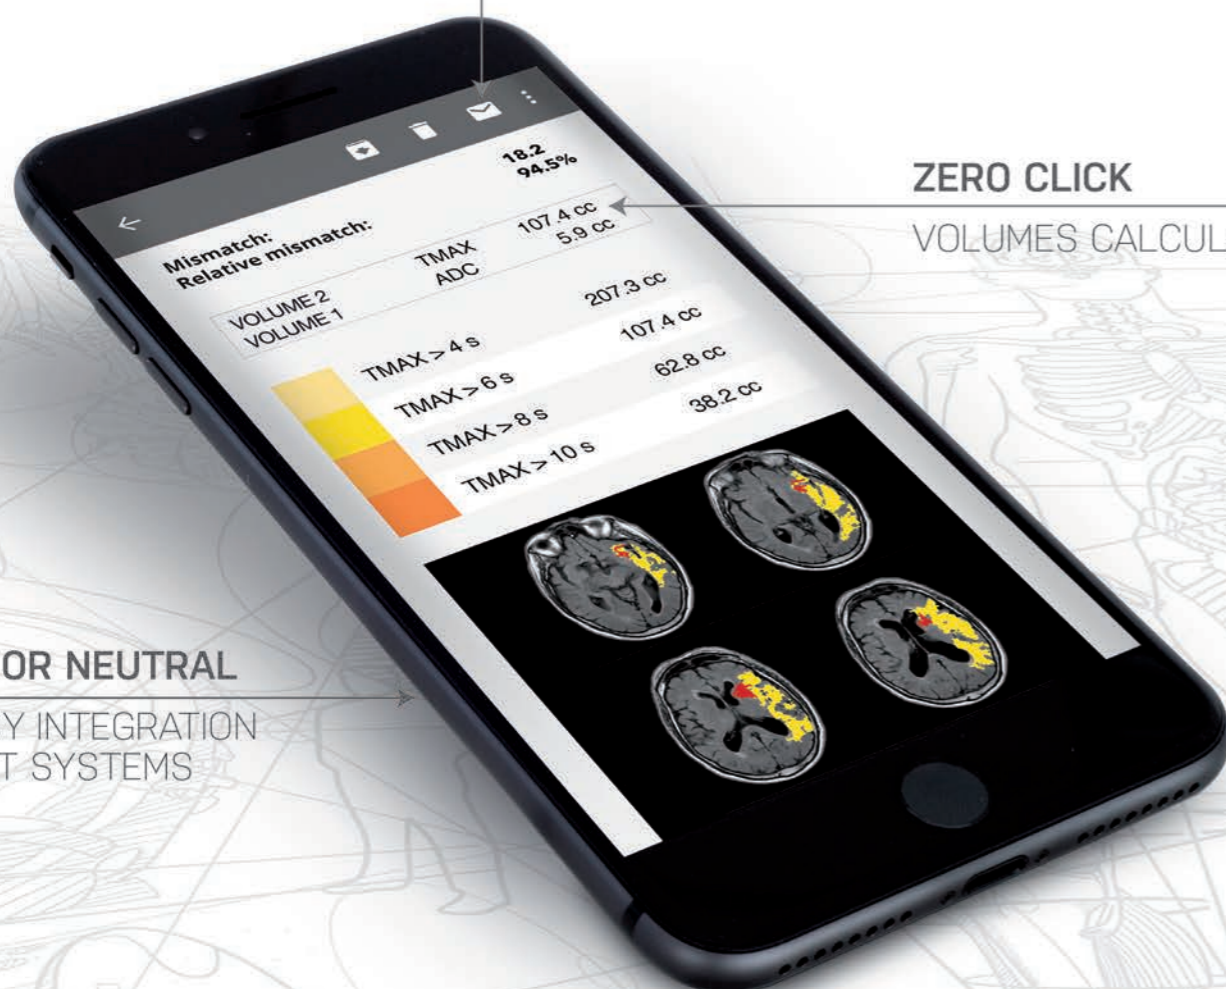 18.2
94.5%
Mismatch:
Relative mismatch:
VOLUME 2 TMAX 107.4 cc
VOLUME 1 ADC 5.9 cc
TMAX > 4 s 207.3 cc
TMAX > 6 s 107.4 cc
TMAX > 8 s 62.8 cc
TMAX > 10 s 38.2 cc
ZERO CLICK
VOLUMES CALCUL
OR NEUTRAL
Y INTEGRATION
T SYSTEMS